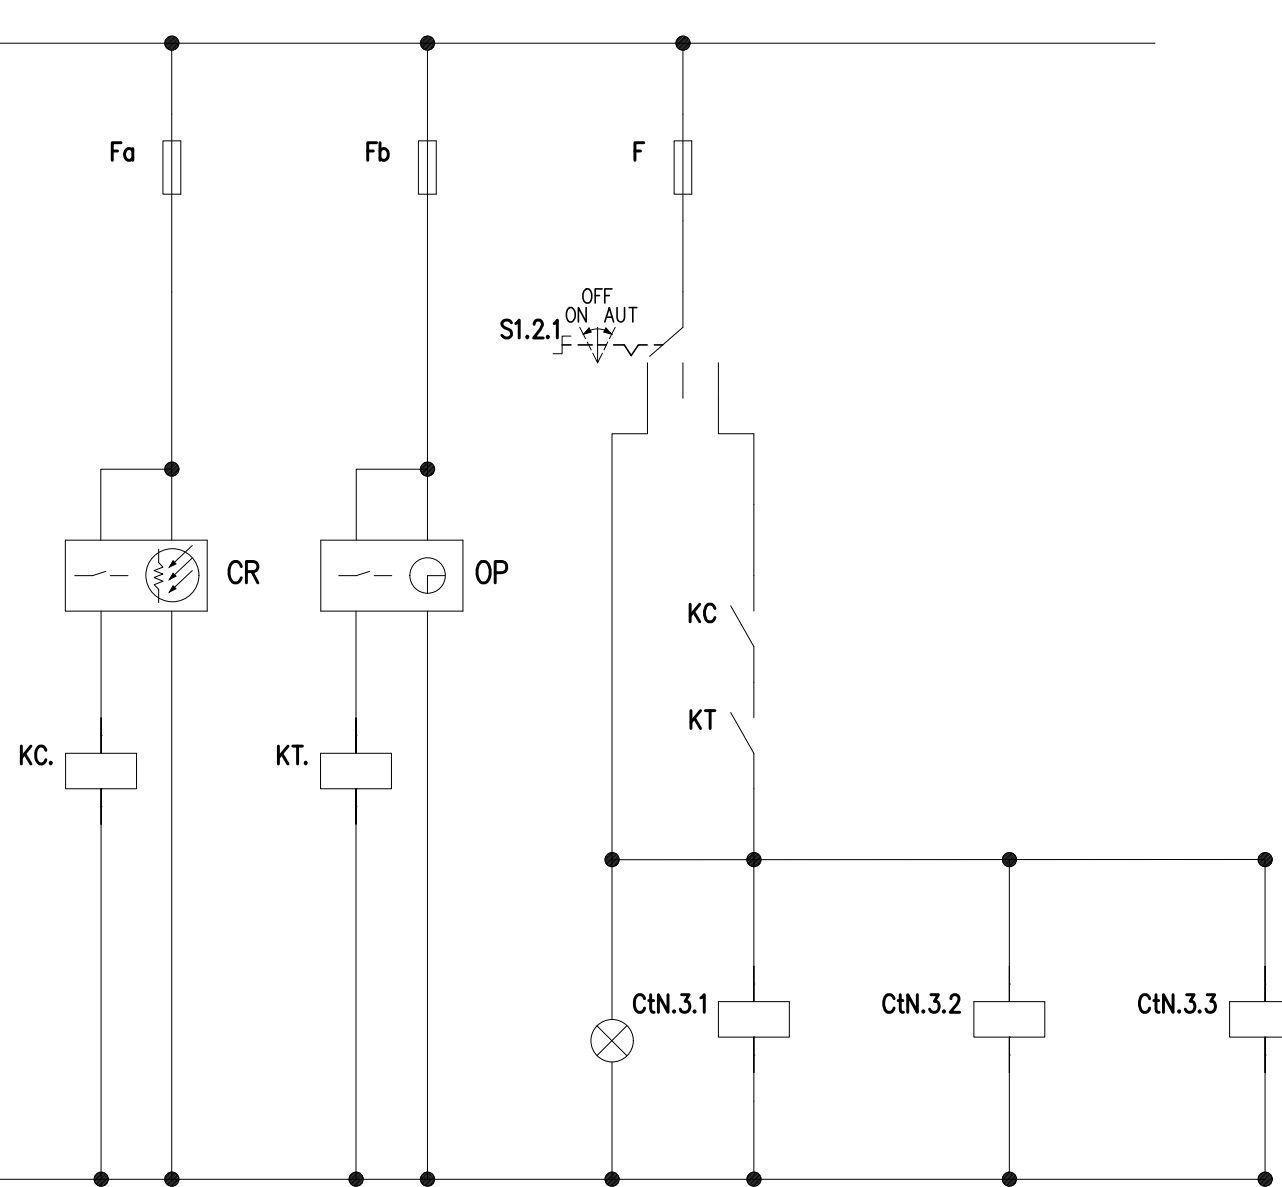 Fa
Fb
F
OFF
ON AUT
S1.2.1
CR
OP
KC
KT
KC.
KT.
CtN.3.1
CtN.3.2
CtN.3.3